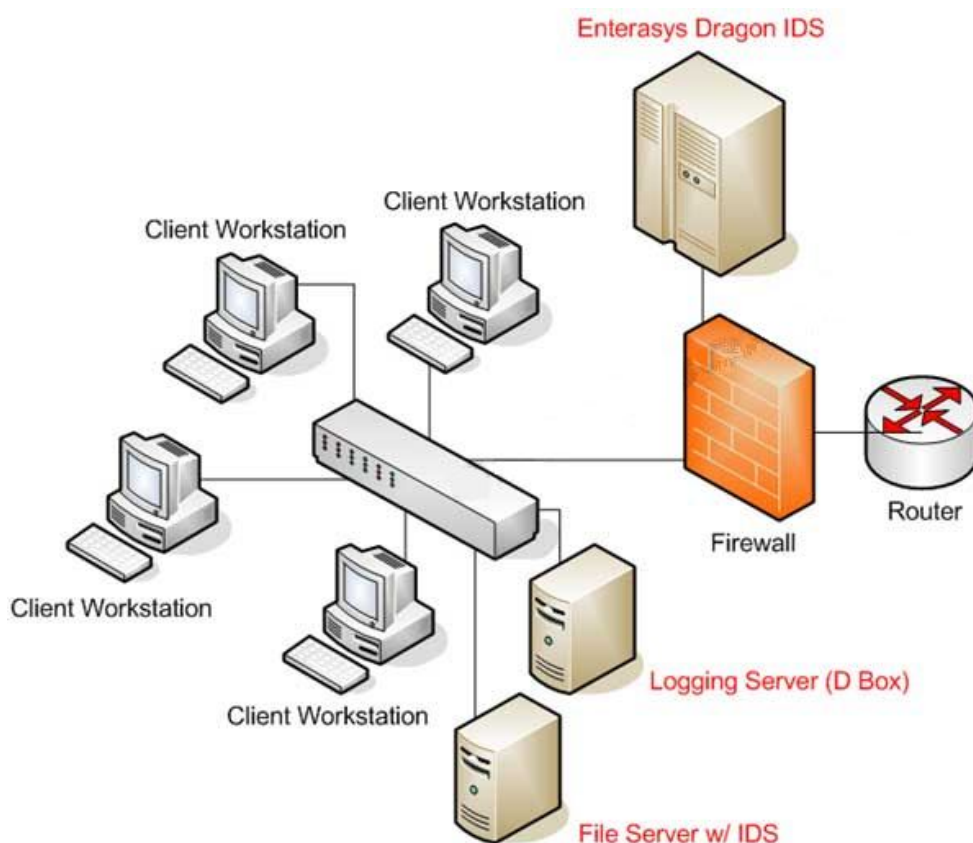 Enterasys Dragon IDS
Client Workstation
Client Workstation
Router
Firewall
Client Workstation
Logging Server (D Box)
Client Workstation
File Server w/ IDS